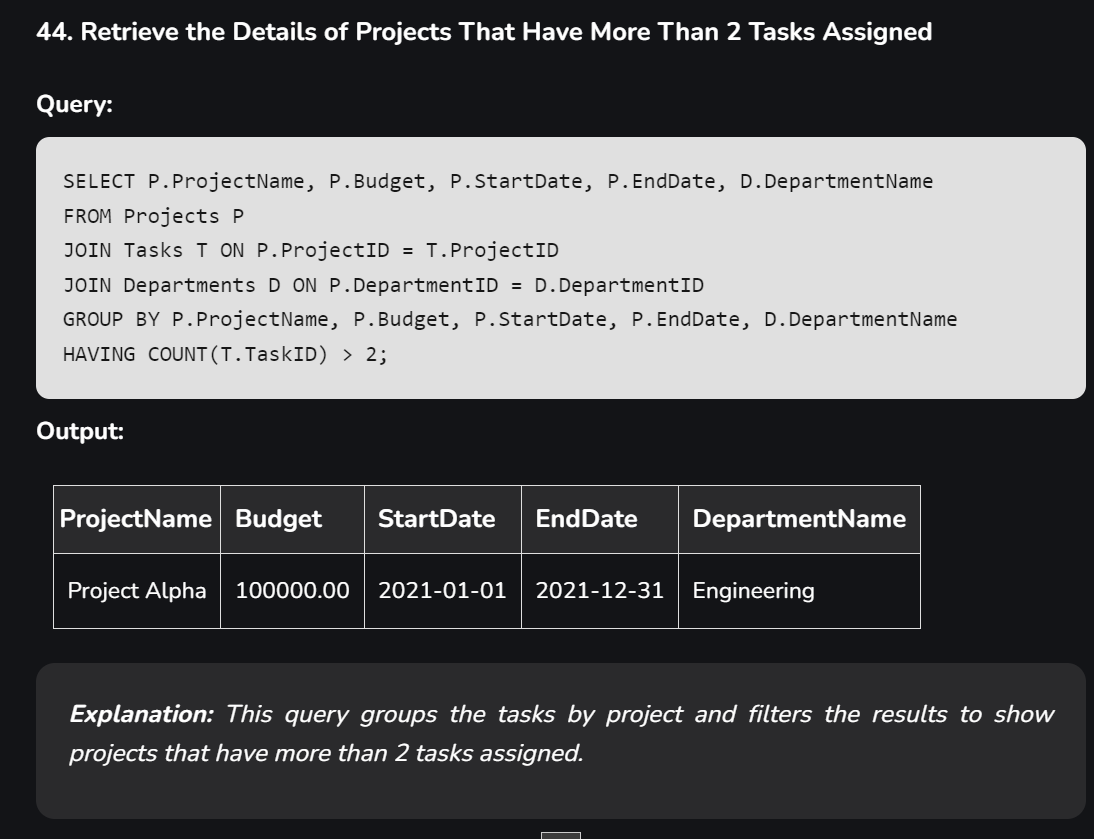 44. Retrieve the Details of Projects That Have More Than 2 Tasks Assigned
Query:
SELECT P.ProjectName, P.Budget, P.StartDate, P.EndDate, D.DepartmentName
FROM Projects P
JOIN Tasks T ON P.ProjectID = T.ProjectID
JOIN Departments D ON P.DepartmentID = D.DepartmentID
GROUP BY P.ProjectName, P.Budget, P.StartDate, P.EndDate, D.DepartmentName
HAVING COUNT(T.TaskID) > 2;
Output:
ProjectName Budget StartDate EndDate DepartmentName
Project Alpha 100000.00 2021-01-01 2021-12-31 Engineering
Explanation: This query groups the tasks by project and filters the results to show
projects that have more than 2 tasks assigned.